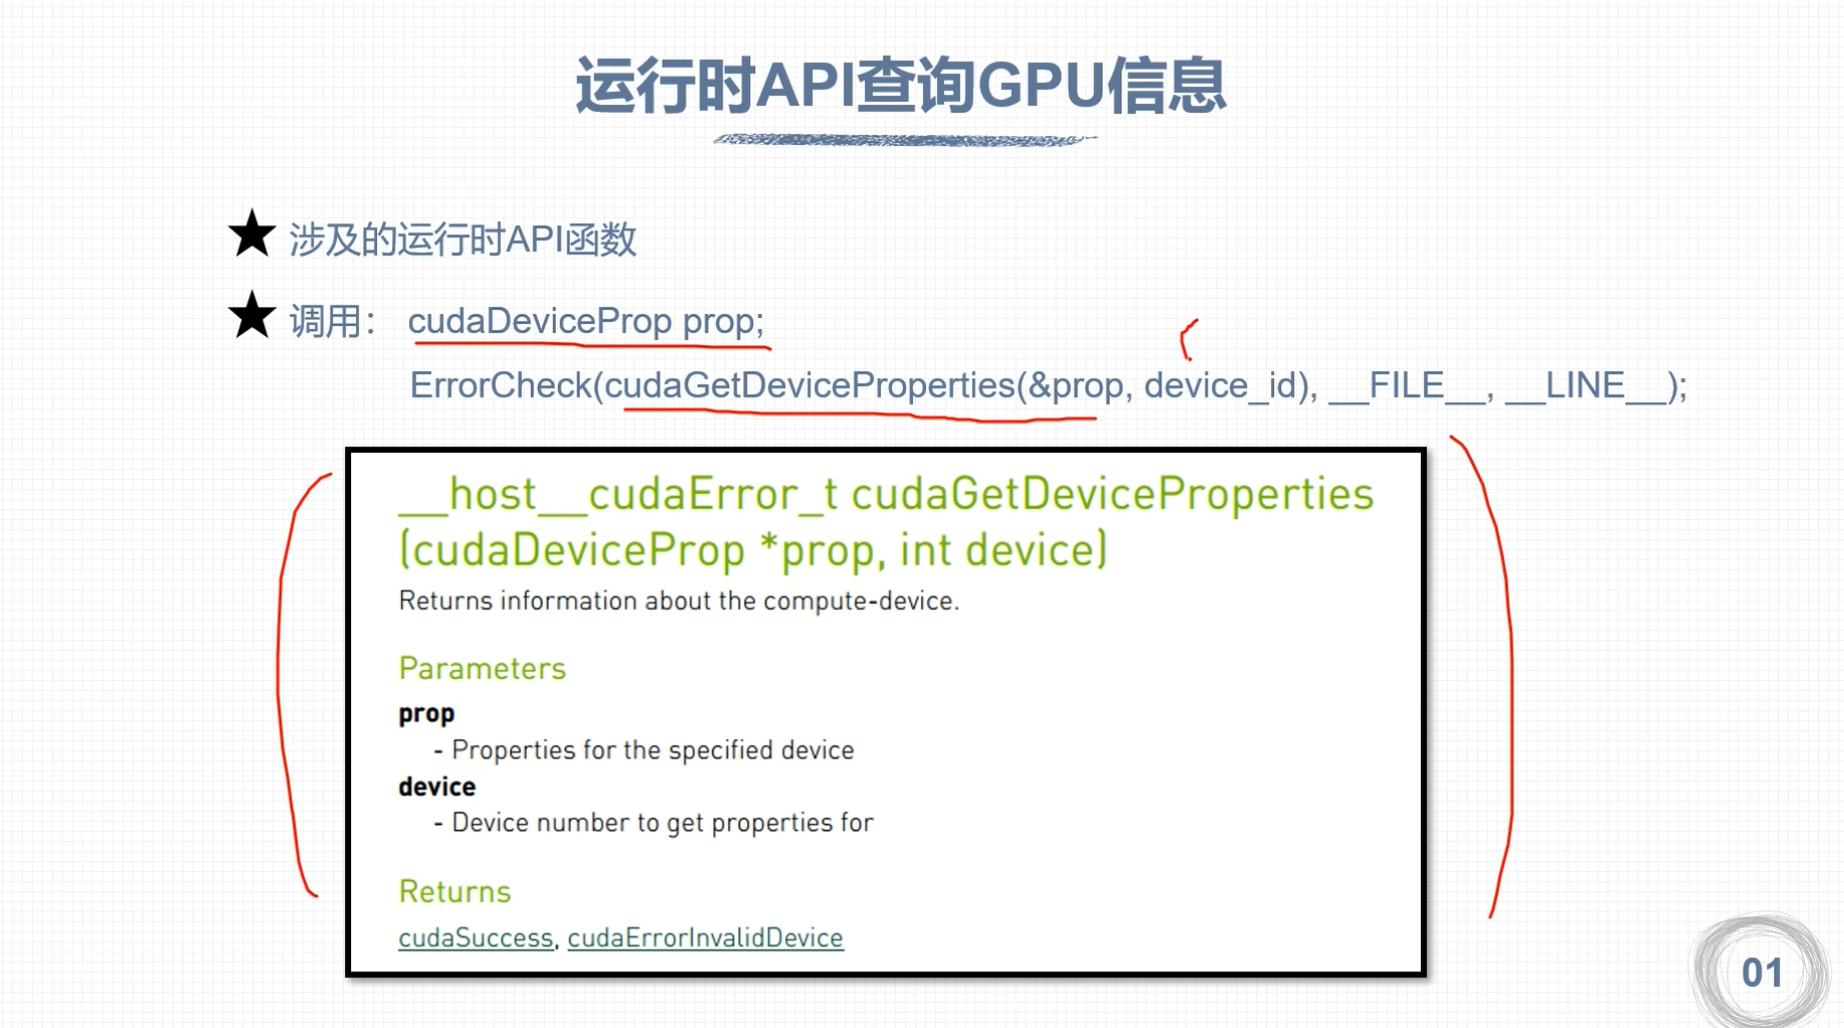 运行时API查询GPU信息
涉及的运行时API函数
调用： cudaDeviceProp prop;
ErrorCheck(cudaGetDeviceProperties(&prop, device_id), __FILE__, __LINE__);
__host__cudaError_t cudaGetDeviceProperties
(cudaDeviceProp *prop, int device)
Returns information about the compute-device.
Parameters
prop
- Properties for the specified device
device
- Device number to get properties for
Returns
cudaSuccess, cudaErrorInvalidDevice
01